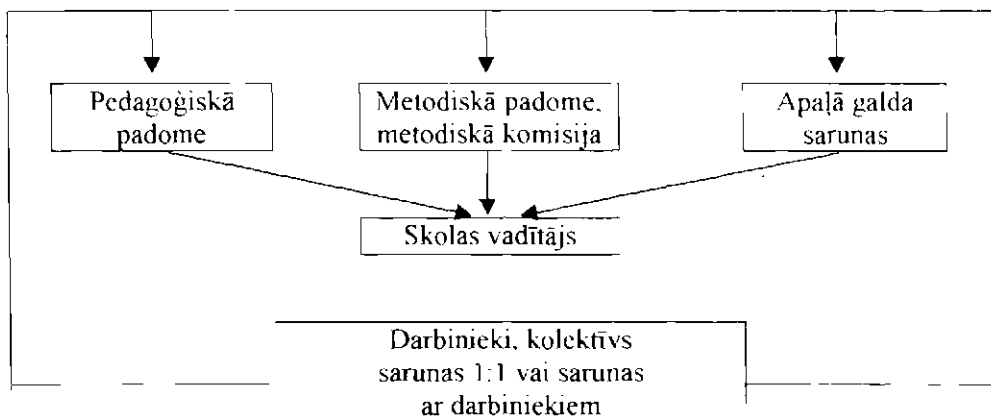 Pedagoģiskā
padome
Metodiskā padome,
metodiskā komisija
Apaļā galda
sarunas
Skolas vadītājs
Darbinieki, kolektīvs
sarunas 1:1 vai sarunas
ar darbiniekiem